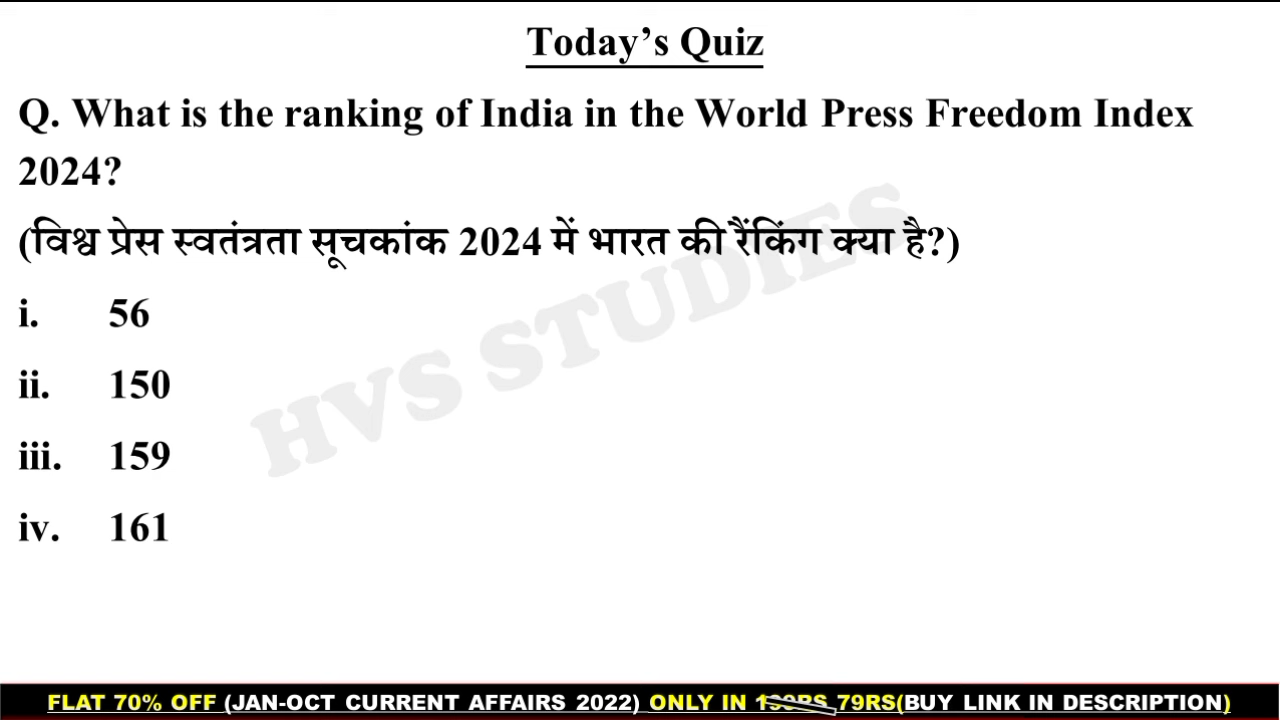 Today’s Quiz
Q. What is the ranking of India in the World Press Freedom Index
2024?
(विश्व प्रेस स्वतंत्रता सूचकांक 2024 में भारत की रैंकिंग क्या है?)
i. 56
ii. 150
iii. 159
iv. 161
HVS STUDIES
FLAT 70% OFF (JAN-OCT CURRENT AFFAIRS 2022) ONLY IN 79RS(BUY LINK IN DESCRIPTION)